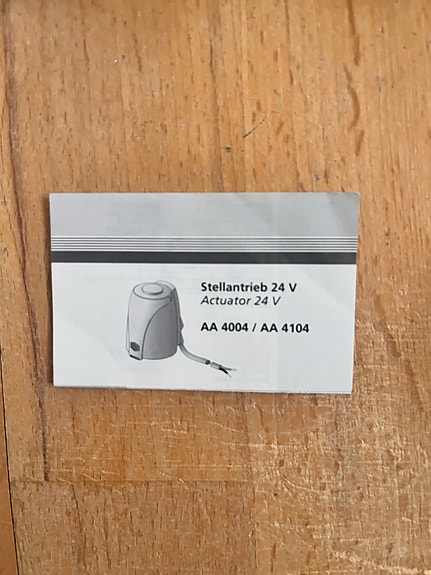 Stellantrieb 24 V
Actuator 24 V
AA 4004 / AA 4104